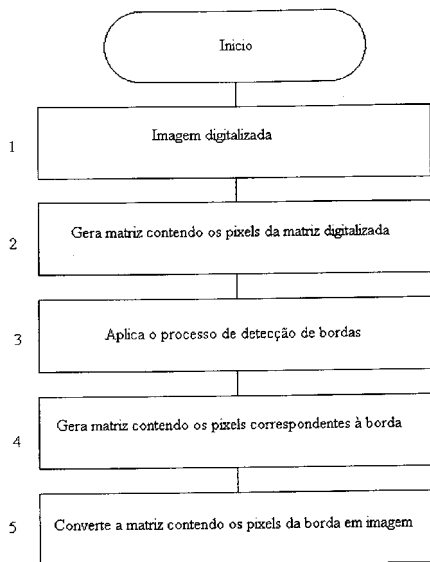 Inicio
1
Imagem digitalizada
2
Gera matriz contendo os pixels da matriz digitalizada
3
Aplica o processo de detecção de bordas
4
Gera matriz contendo os pixels correspondentes à borda
5
Converte a matriz contendo os pixels da borda em imagem